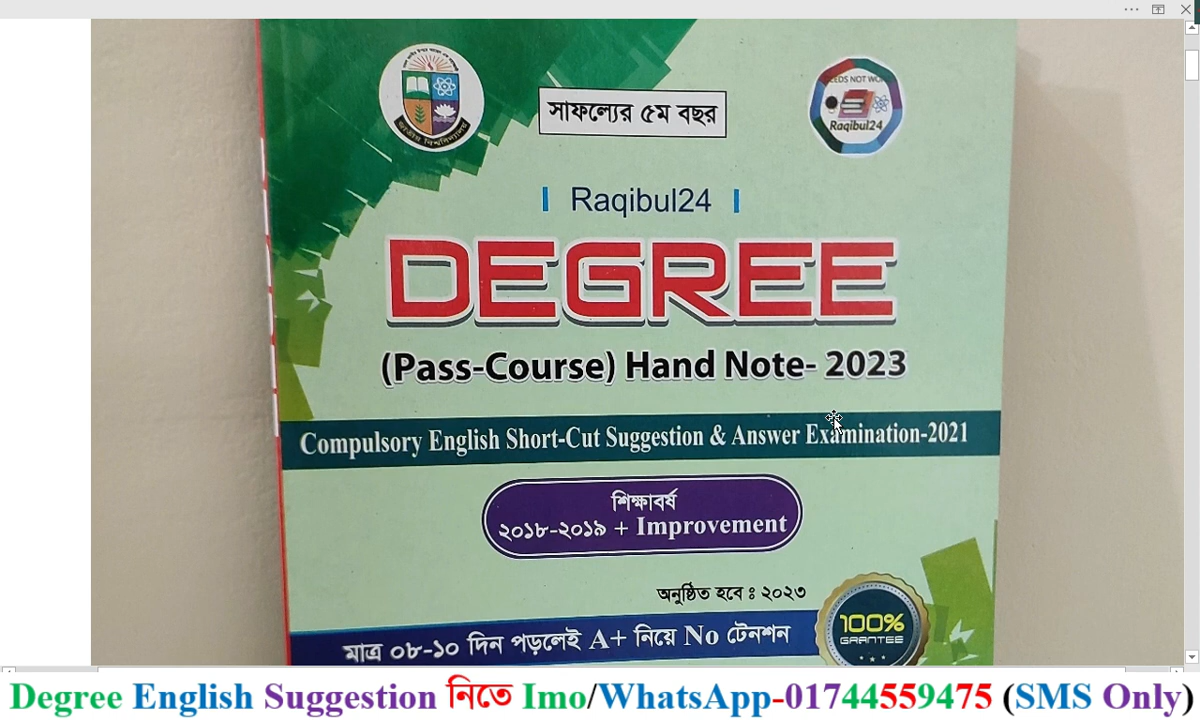 জাতীয় বিশ্ববিদ্যালয়
সাফল্যের ৫ম বছর
Raqibul24
| Raqibul24 |
DEGREE
(Pass-Course) Hand Note- 2023
Compulsory English Short-Cut Suggestion & Answer Examination-2021
শিক্ষাবর্ষ
২০১৮-২০১৯ + Improvement
অনুষ্ঠিত হবে ঃ ২০২৩
মাত্র ০৮-১০ দিন পড়লেই A+ নিয়ে No টেনশন
100%
GRANTEE
Degree English Suggestion নিতে Imo/WhatsApp-01744559475 (SMS Only)